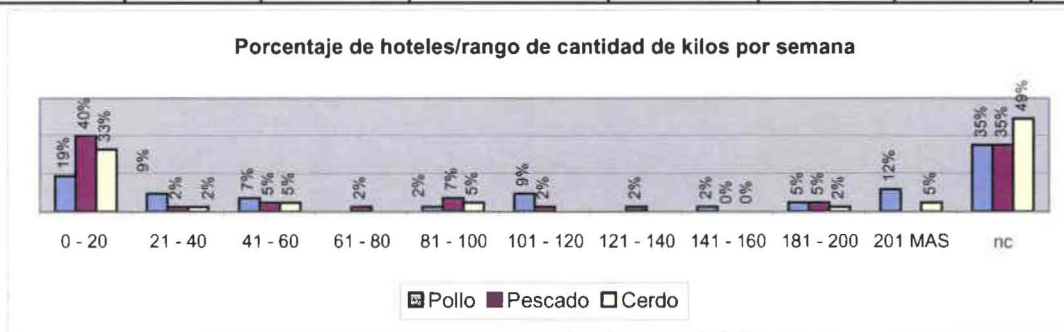 Porcentaje de hoteles/rango de cantidad de kilos por semana
19% 40% 33% 9% 2% 2% 7% 5% 5% 2% 2% 7% 5% 9% 2% 2% 2% 0% 0% 5% 5% 2% 12% 5% 35% 35% 49%
0 - 20 21 - 40 41 - 60 61 - 80 81 - 100 101 - 120 121 - 140 141 - 160 181 - 200 201 MAS nc
Pollo Pescado Cerdo